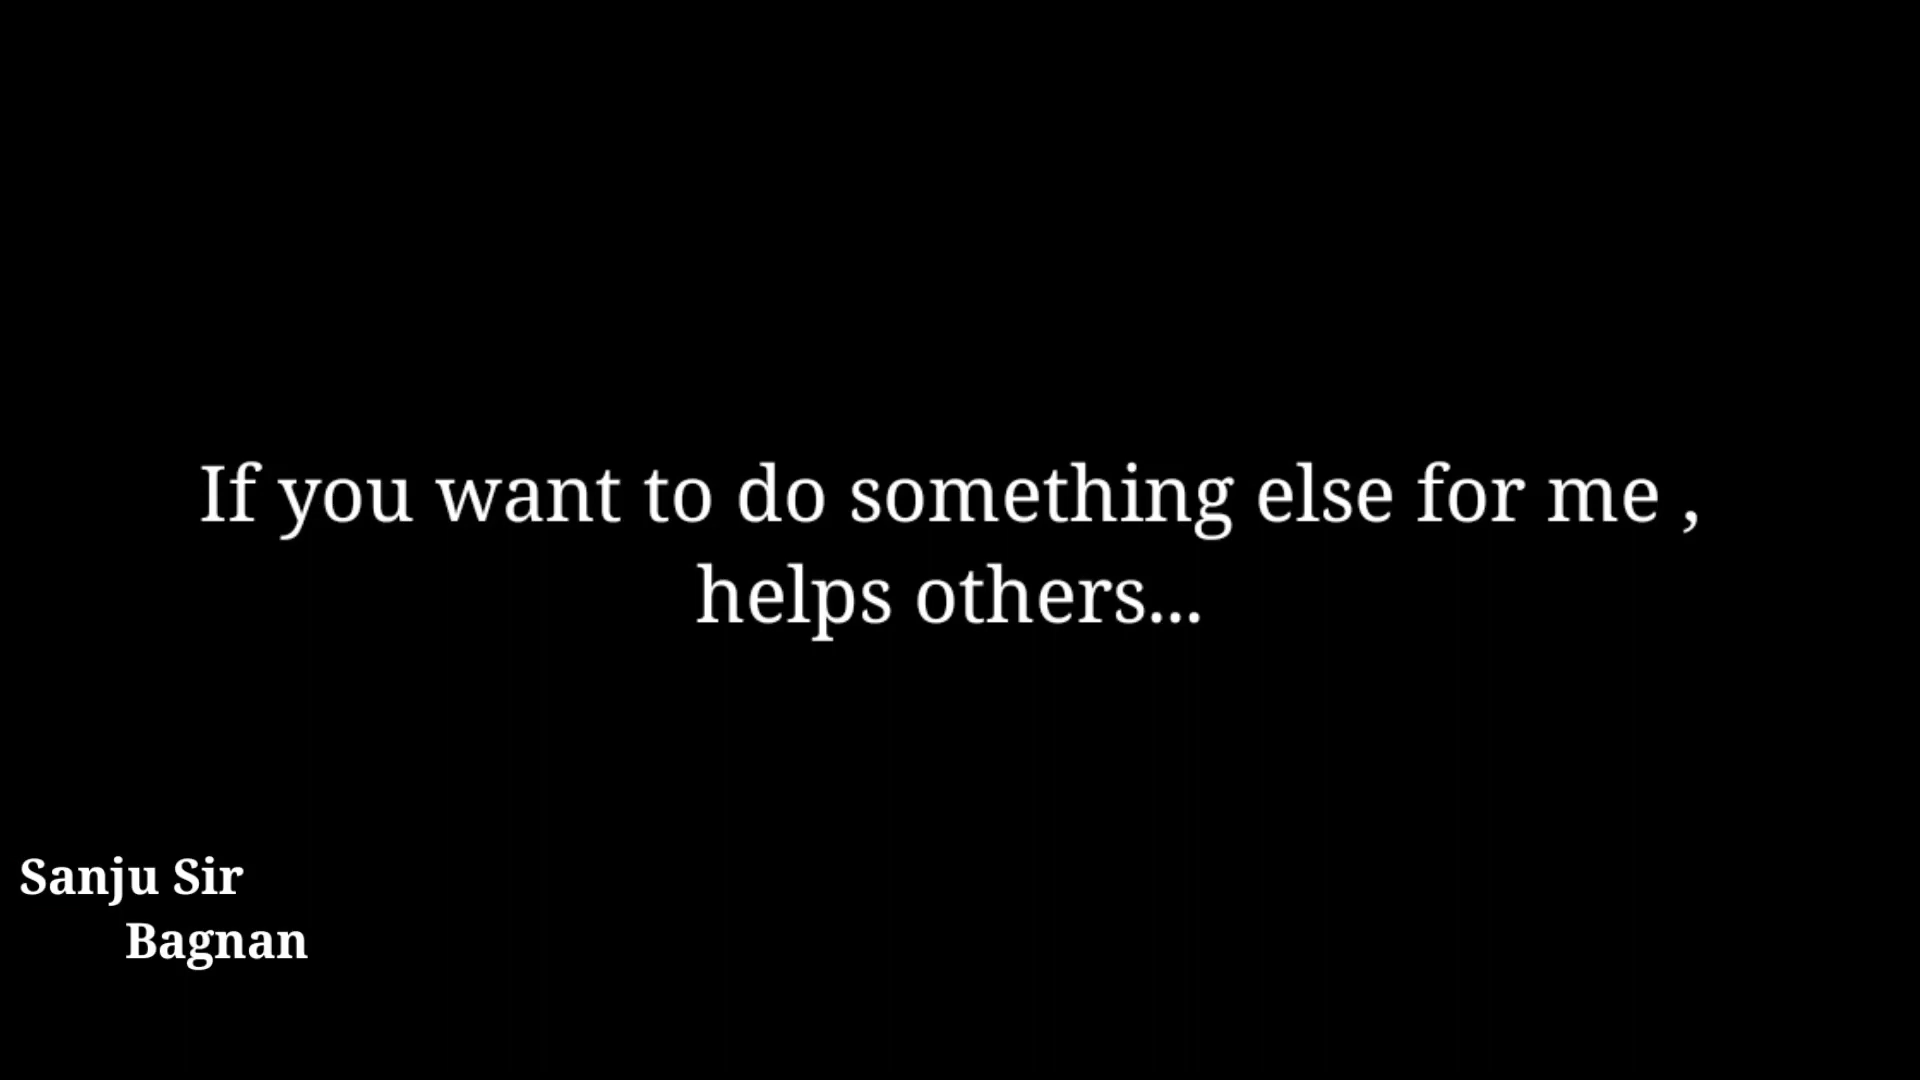 If you want to do something else for me ,
helps others...
Sanju Sir
Bagnan